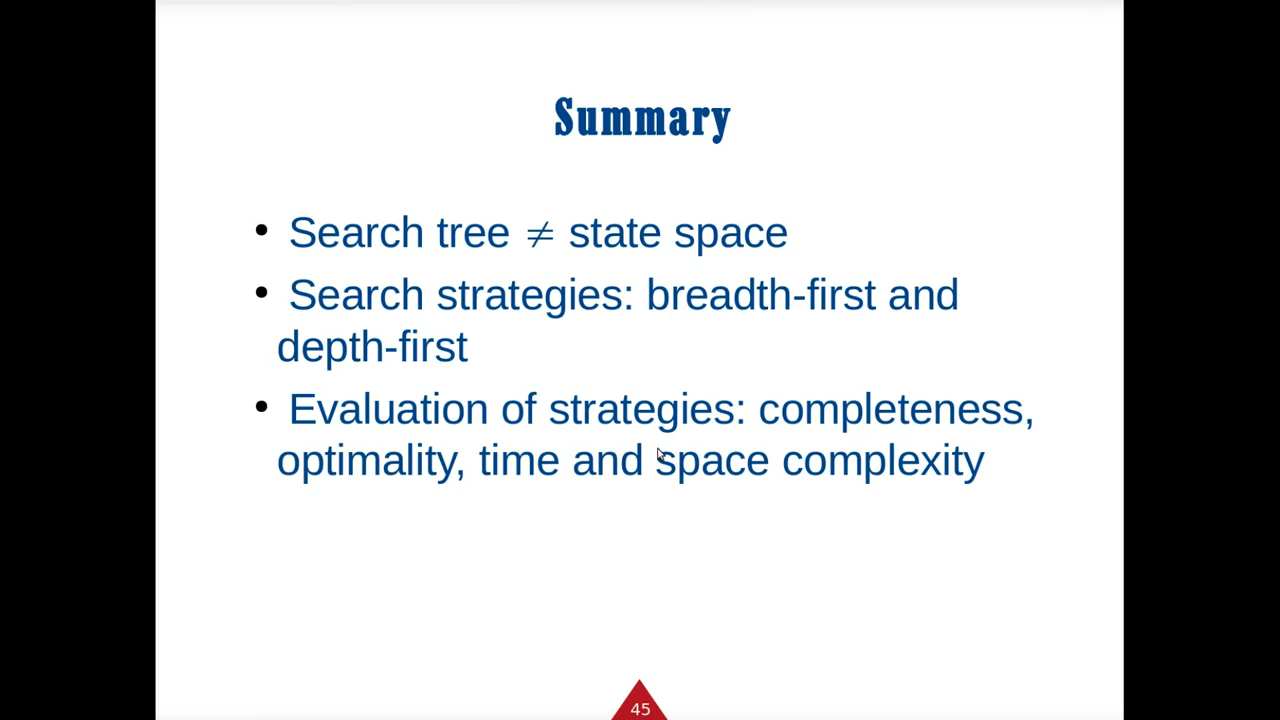 Summary
• Search tree ≠ state space
• Search strategies: breadth-first and
depth-first
• Evaluation of strategies: completeness,
optimality, time and space complexity
45